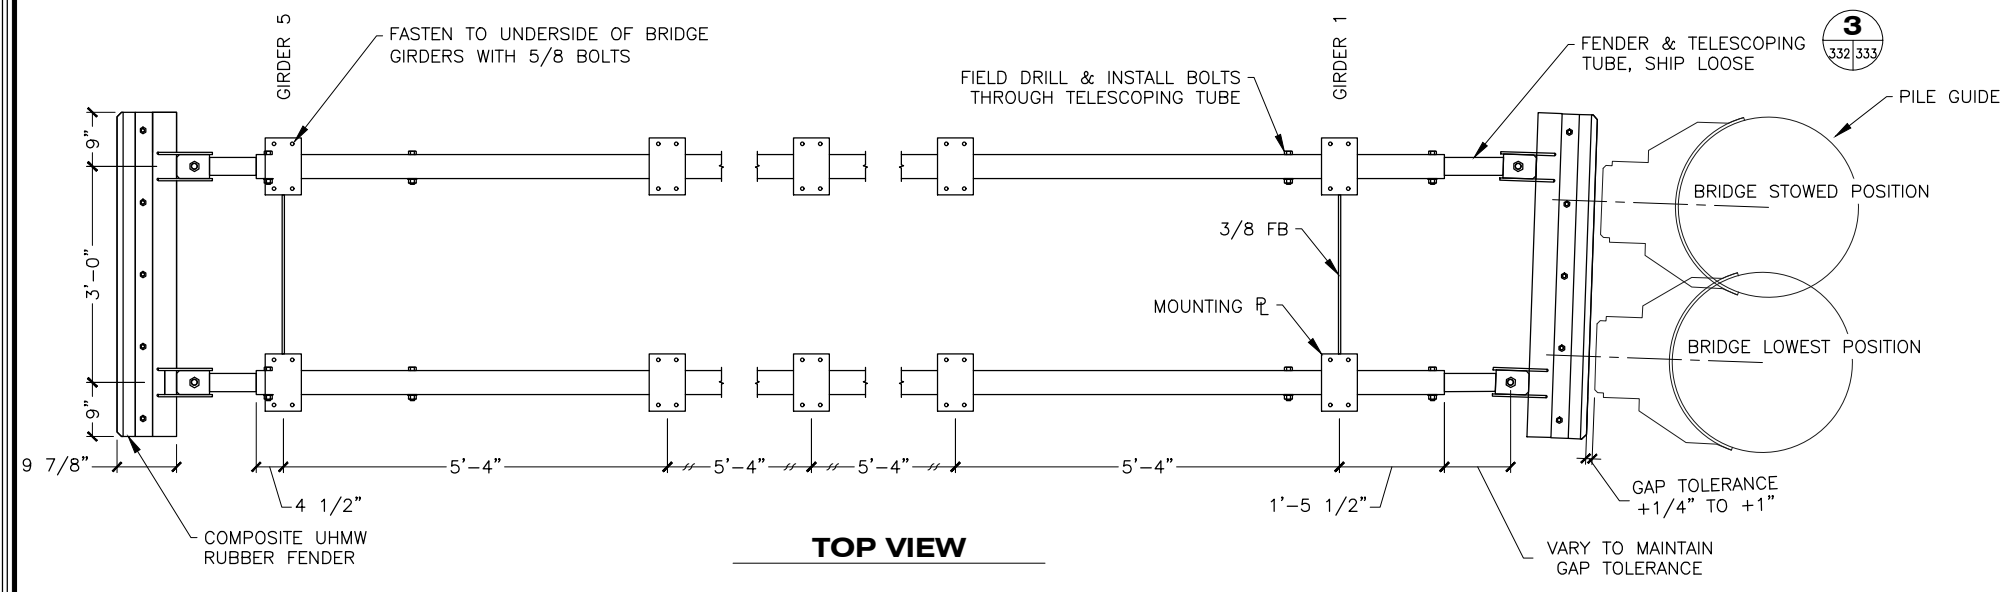 GIRDER 5
FASTEN TO UNDERSIDE OF BRIDGE
GIRDERS WITH 5/8 BOLTS
FIELD DRILL & INSTALL BOLTS
THROUGH TELESCOPING TUBE
GIRDER 1
FENDER & TELESCOPING
TUBE, SHIP LOOSE
3
332 333
PILE GUIDE
9"
3'-0"
9"
BRIDGE STOWED POSITION
3/8 FB
MOUNTING PL
BRIDGE LOWEST POSITION
9 7/8"
4 1/2"
5'-4"
5'-4"
5'-4"
5'-4"
1'-5 1/2"
GAP TOLERANCE
+1/4" TO +1"
COMPOSITE UHMW
RUBBER FENDER
TOP VIEW
VARY TO MAINTAIN
GAP TOLERANCE